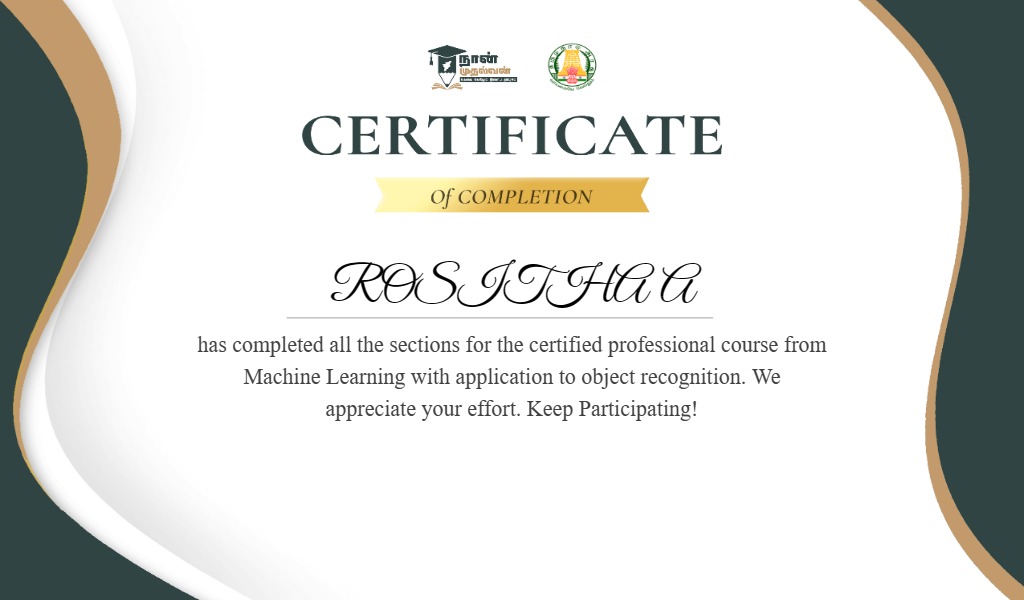 நான்
முதல்வன்
CERTIFICATE
Of COMPLETION
ROSITHA A
has completed all the sections for the certified professional course from
Machine Learning with application to object recognition. We
appreciate your effort. Keep Participating!